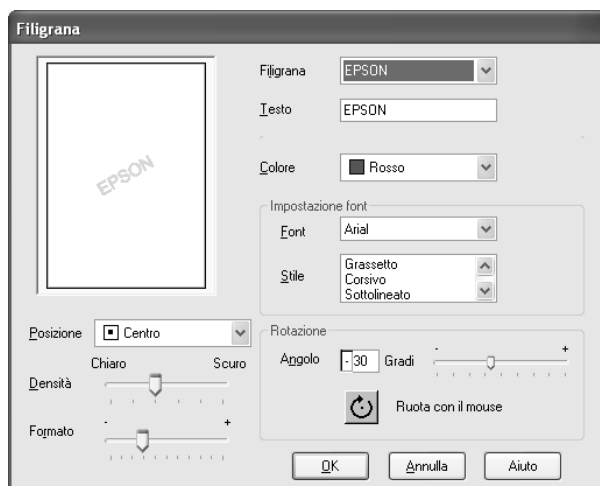 Filigrana
EPSON
Filigrana EPSON
Testo EPSON
Colore Rosso
Impostazione font
Font Arial
Stile Grassetto
Corsivo
Sottolineato
Posizione Centro
Chiaro Scuro
Densità
Formato - +
Rotazione
- +
Angolo -30 Gradi
Ruota con il mouse
OK Annulla Aiuto